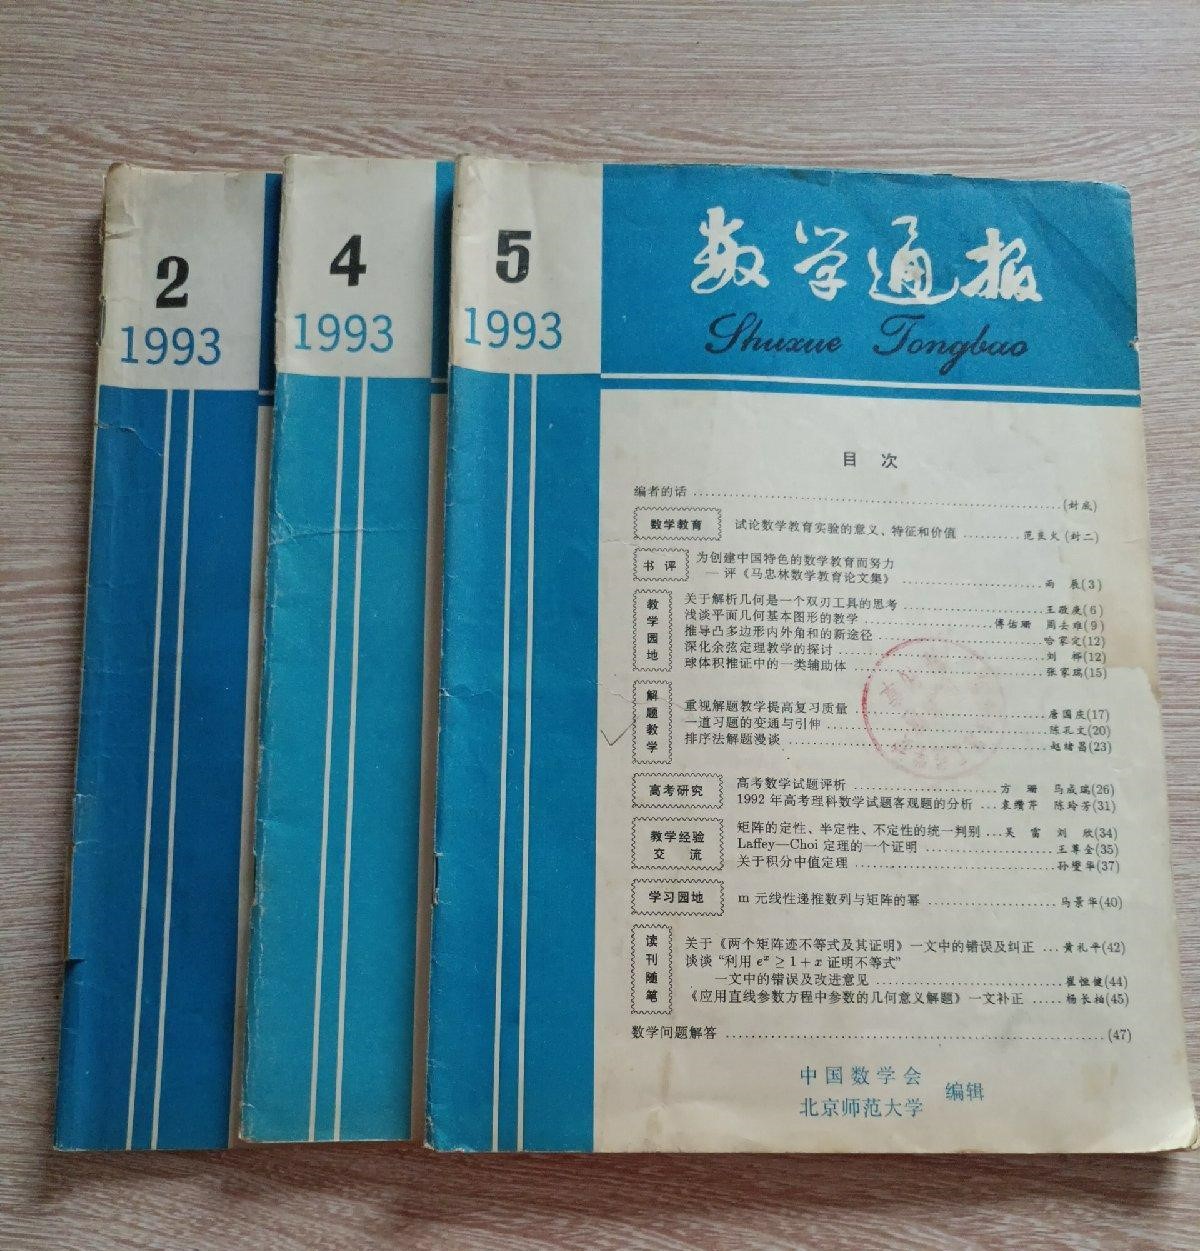 2
1993
4
1993
5
1993
数学通报
Shuxue Tongbao
目 次
编者的话 (封底)
数学教育
试论数学教育实验的意义、特征和价值 范良火(封二)
书 评
为创建中国特色的数学教育而努力
—评《马忠林数学教育论文集》 雨 辰(3)
教学园地
关于解析几何是一个双刃工具的思考 王敬庚(6)
浅谈平面几何基本图形的教学 傅佑珊 周去难(9)
推导凸多边形内外角和的新途径 哈家定(12)
深化余弦定理教学的探讨 刘 桦(12)
球体积推证中的一类辅助体 张家瑞(15)
解题教学
重视解题教学提高复习质量 唐国庆(17)
一道习题的变通与引伸 陈孔文(20)
排序法解题漫谈 赵绪昌(23)
高考研究
高考数学试题评析 方 珊 马成瑞(26)
1992 年高考理科数学试题客观题的分析 袁缵芹 陈玲芳(31)
教学经验
交 流
矩阵的定性、半定性、不定性的统一判别 吴 雷 刘 欣(34)
Laffey—Choi 定理的一个证明 王尊全(35)
关于积分中值定理 孙燮华(37)
学习园地
m 元线性递推数列与矩阵的幂 马景华(40)
读刊随笔
关于《两个矩阵迹不等式及其证明》一文中的错误及纠正 黄礼平(42)
谈谈“利用 eˣ ≥ 1 + x 证明不等式”
一文中的错误及改进意见 崔恒健(44)
《应用直线参数方程中参数的几何意义解题》一文补正 杨长柏(45)
数学问题解答 (47)
中国数学会
北京师范大学
编辑